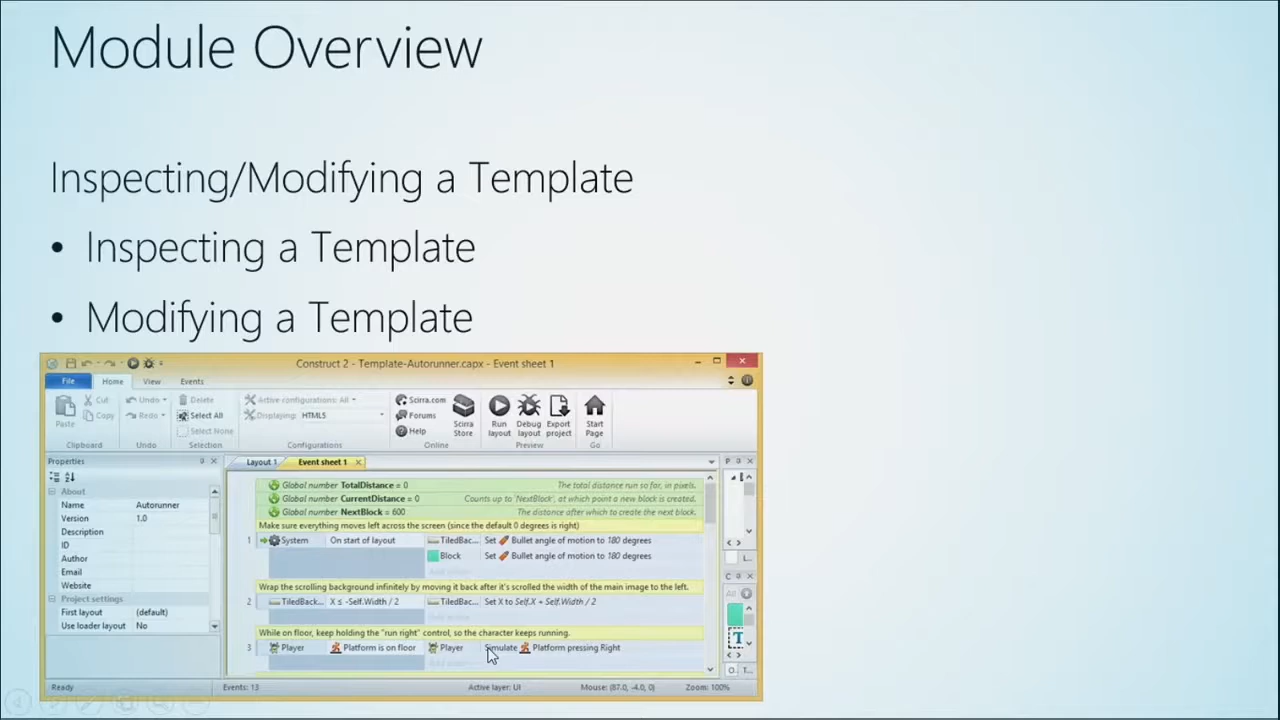 Module Overview
Inspecting/Modifying a Template
• Inspecting a Template
• Modifying a Template
Construct 2 - Template-Autorunner.capx - Event sheet 1
File Home View Events
Paste Cut Copy Undo Redo Delete Select All Select None Active configurations: All Displaying: HTML5 Scirra.com Forums Help Scirra Store Run layout Debug layout Export project Start Page
Clipboard Undo Selection Configurations Online Preview Go
Properties Layout 1 Event sheet 1 P
About
Name Autorunner
Version 1.0
Description
ID
Author
Email
Website
Project settings
First layout (default)
Use loader layout No
Global number TotalDistance = 0 The total distance run so far, in pixels.
Global number CurrentDistance = 0 Counts up to 'NextBlock', at which point a new block is created.
Global number NextBlock = 600 The distance after which to create the next block.
Make sure everything moves left across the screen (since the default 0 degrees is right)
1 System On start of layout TiledBac... Set Bullet angle of motion to 180 degrees
Block Set Bullet angle of motion to 180 degrees
Wrap the scrolling background infinitely by moving it back after it's scrolled the width of the main image to the left.
2 TiledBack... X ≤ -Self.Width / 2 TiledBac... Set X to Self.X + Self.Width / 2
While on floor, keep holding the "run right" control, so the character keeps running.
3 Player Platform is on floor Player Simulate Platform pressing Right
L...
C
All
T
O. T...
Ready Events: 13 Active layer: UI Mouse: (87.0, -4.0, 0) Zoom: 100%